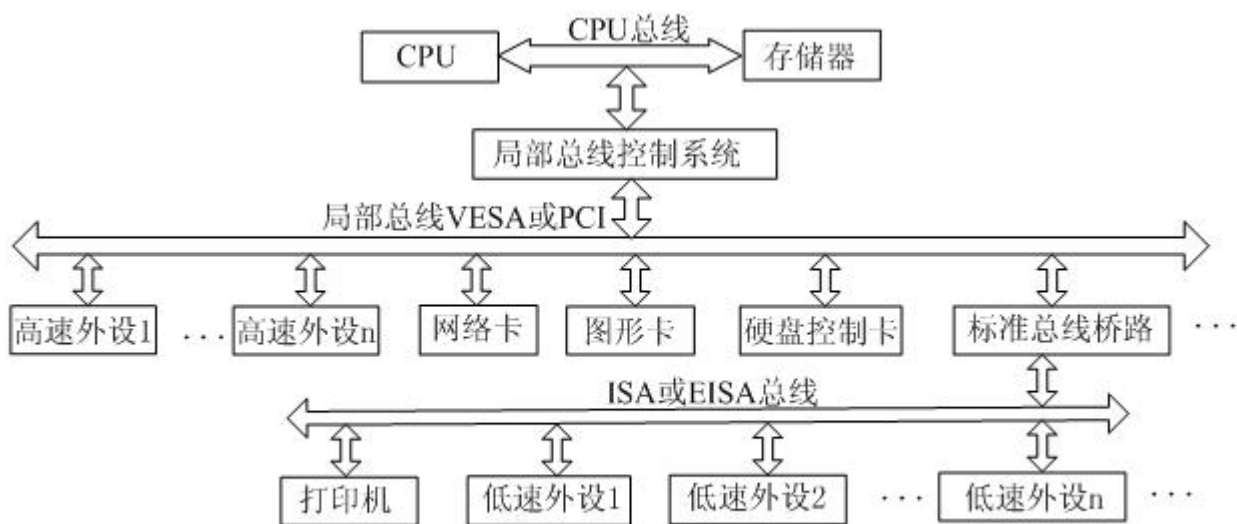 CPU总线
CPU
存储器
局部总线控制系统
局部总线VESA或PCI
高速外设1 ··· 高速外设n 网络卡 图形卡 硬盘控制卡 标准总线桥路 ···
ISA或EISA总线
打印机 低速外设1 低速外设2 ··· 低速外设n ···